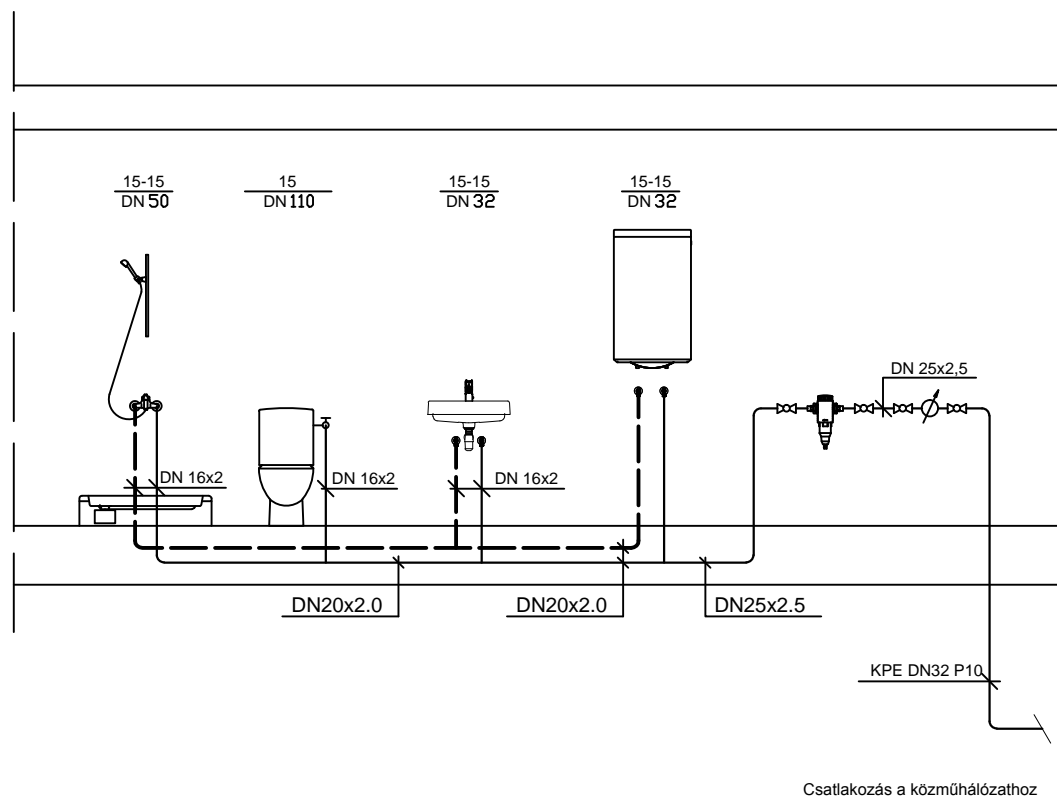 15-15
DN 50
15
DN 110
15-15
DN 32
15-15
DN 32
DN 25x2,5
DN 16x2
DN 16x2
DN 16x2
DN20x2.0
DN20x2.0
DN25x2.5
KPE DN32 P10
Csatlakozás a közműhálózathoz